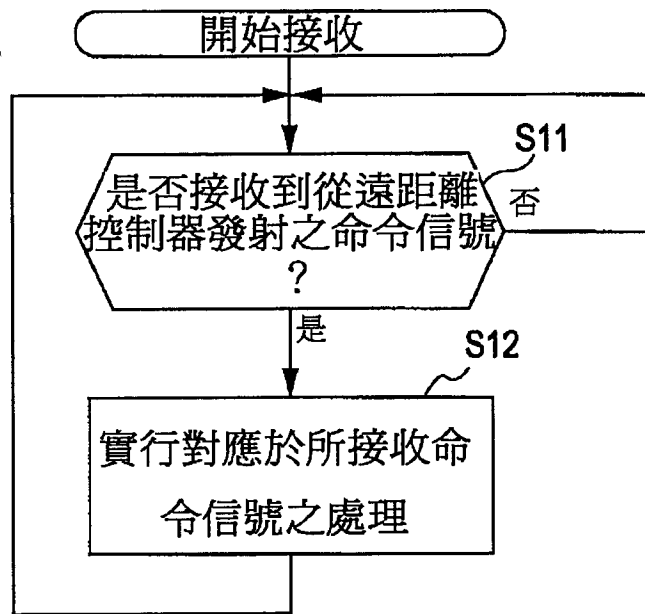 開始接收
S11
是否接收到從遠距離
控制器發射之命令信號
?
否
是
S12
實行對應於所接收命
令信號之處理